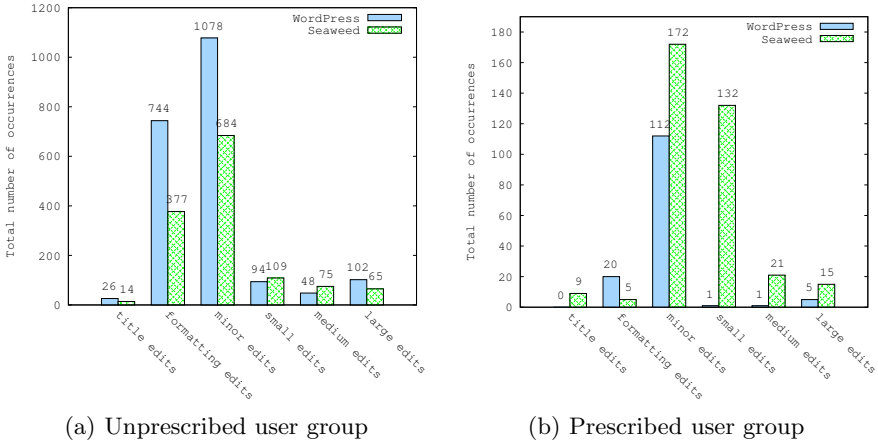 1200
1000
800
600
400
200
0
Total number of occurrences
WordPress
Seaweed
26
14
744
377
1078
684
94
109
48
75
102
65
title edits
formatting edits
minor edits
small edits
medium edits
large edits
(a) Unprescribed user group
180
160
140
120
100
80
60
40
20
0
Total number of occurrences
WordPress
Seaweed
0
9
20
5
112
172
1
132
1
21
5
15
title edits
formatting edits
minor edits
small edits
medium edits
large edits
(b) Prescribed user group